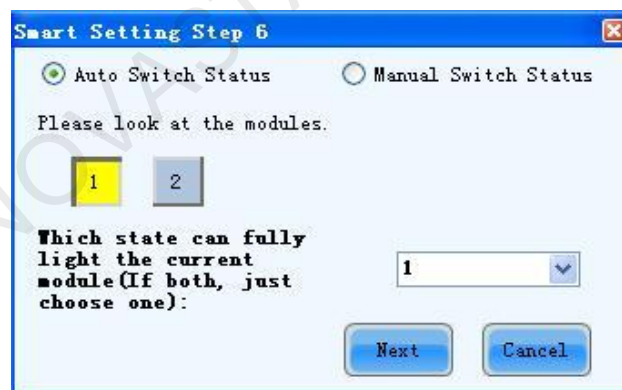 Smart Setting Step 6
Auto Switch Status Manual Switch Status
Please look at the modules.
1 2
Which state can fully
light the current
module(If both, just
choose one):
1
Next Cancel